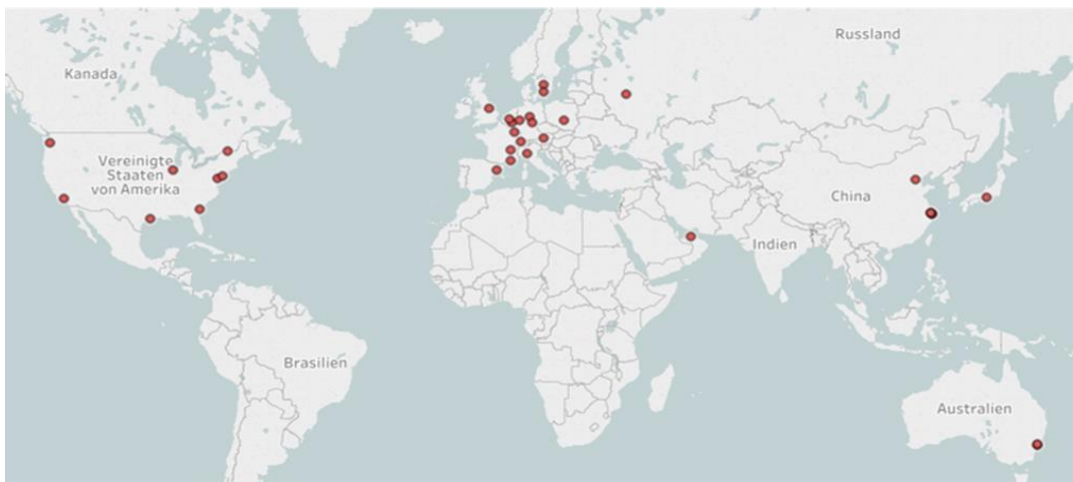 Russland
Kanada
Vereinigte
Staaten
von Amerika
China
Indien
Brasilien
Australien